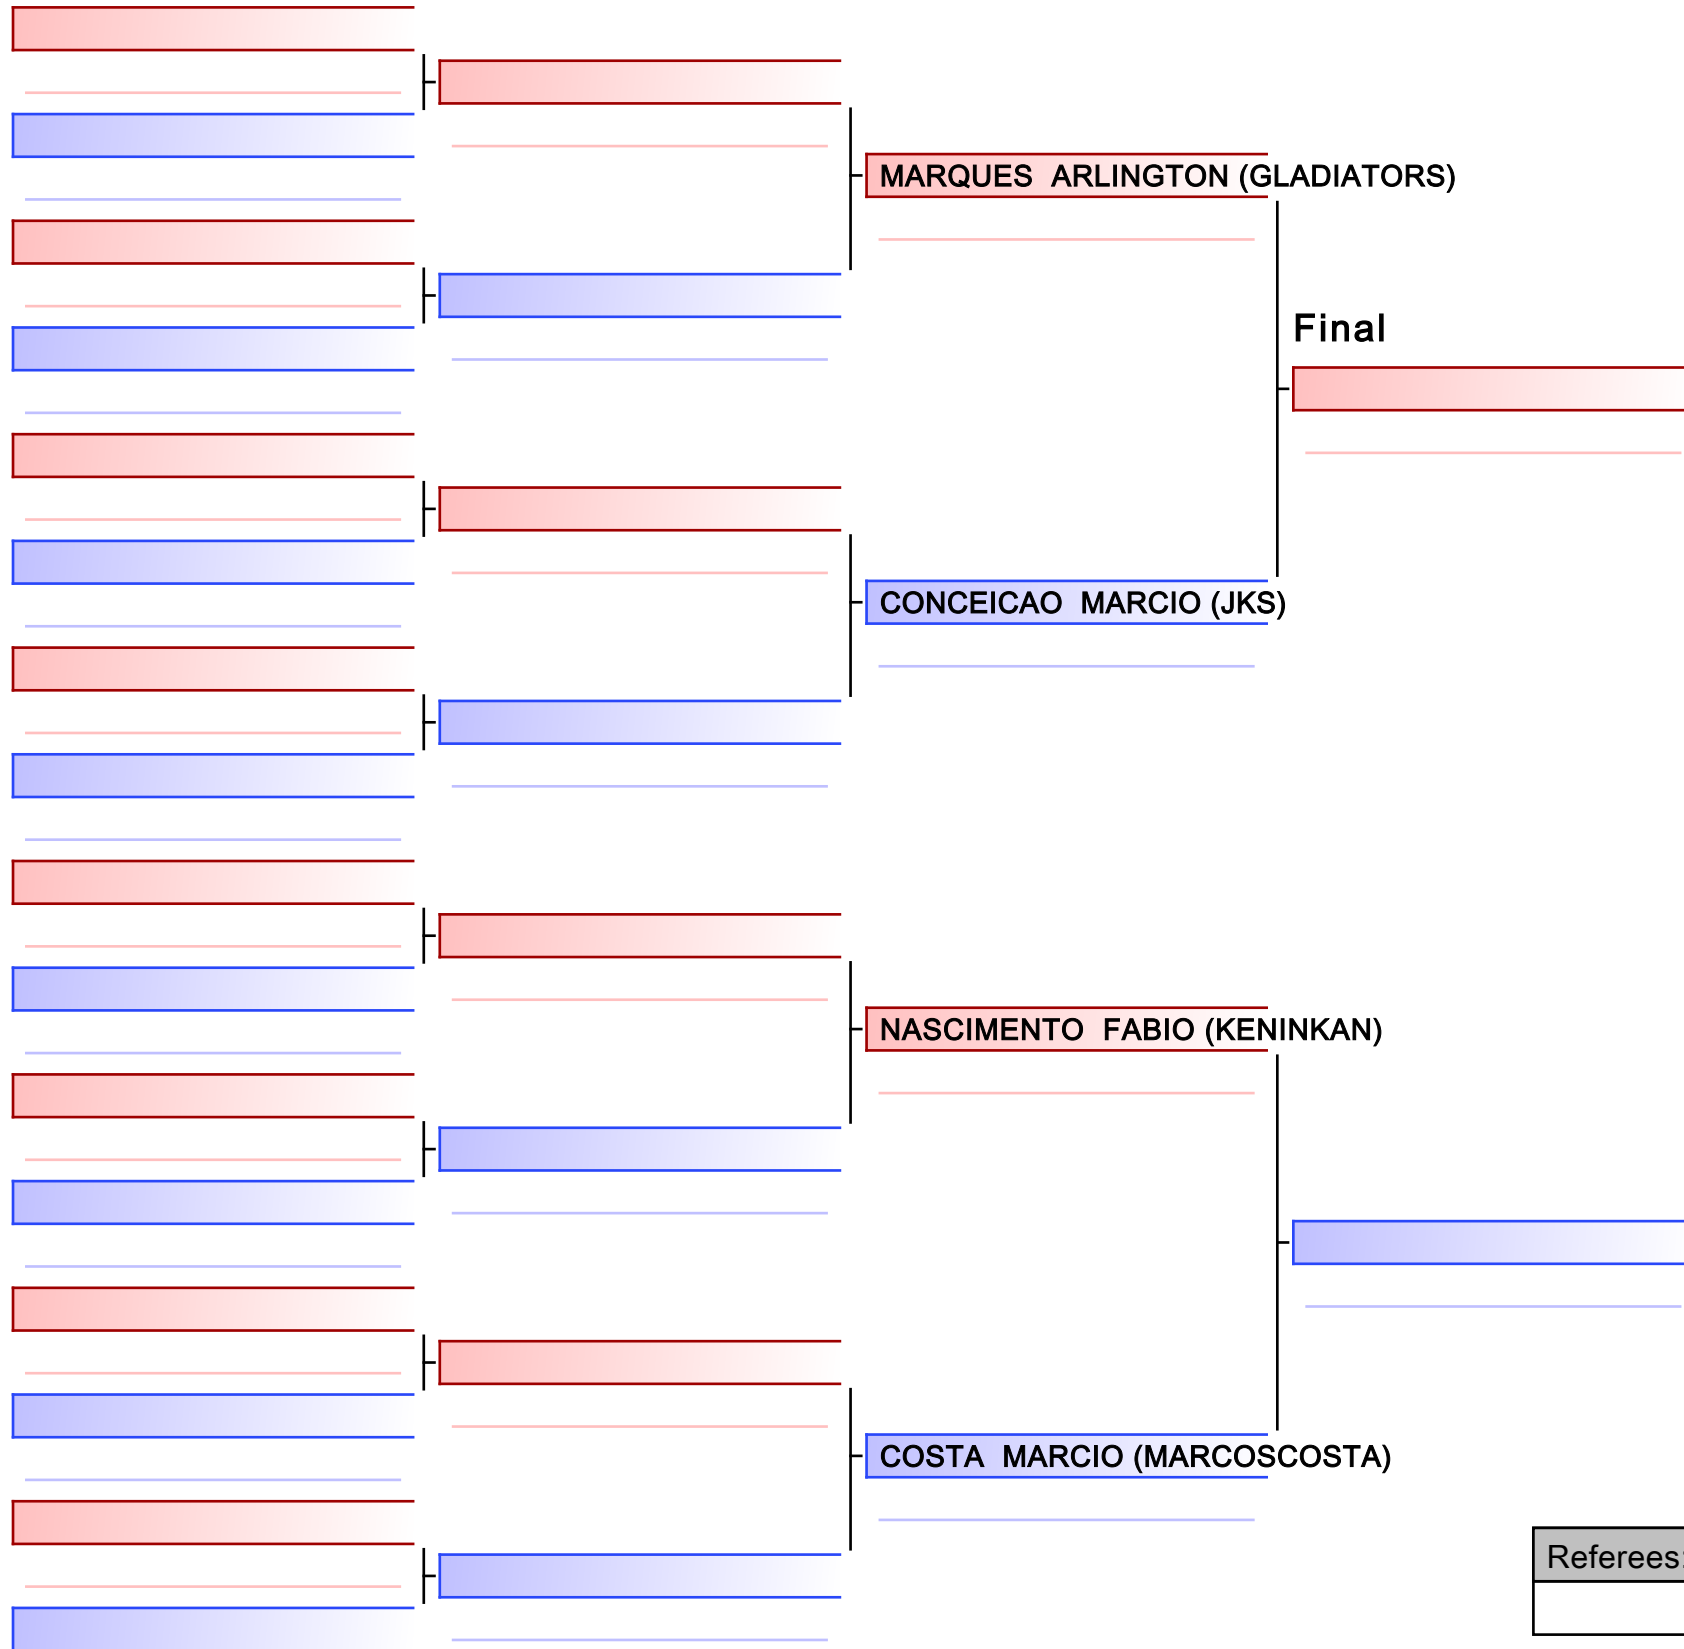 MARQUES  ARLINGTON (GLADIATORS)
Final
CONCEICAO  MARCIO (JKS)
NASCIMENTO  FABIO (KENINKAN)
COSTA  MARCIO (MARCOSCOSTA)
Referees: